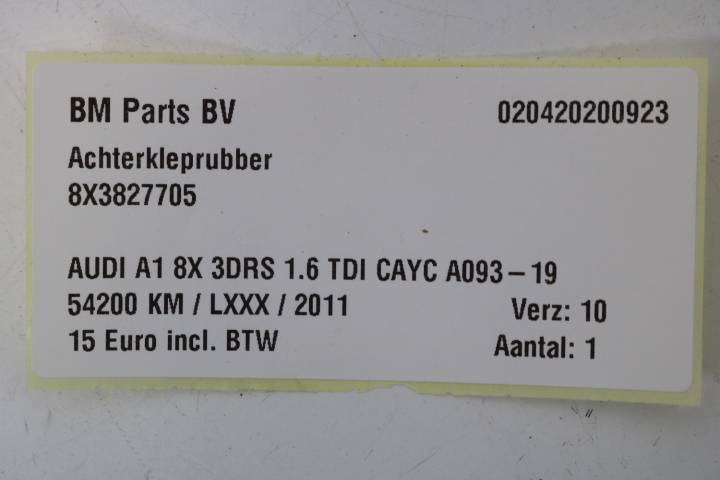 BM Parts BV 020420200923
Achterkleprubber
8X3827705
AUDI A1 8X 3DRS 1.6 TDI CAYC A093-19
54200 KM / LXXX / 2011 Verz: 10
15 Euro incl. BTW Aantal: 1